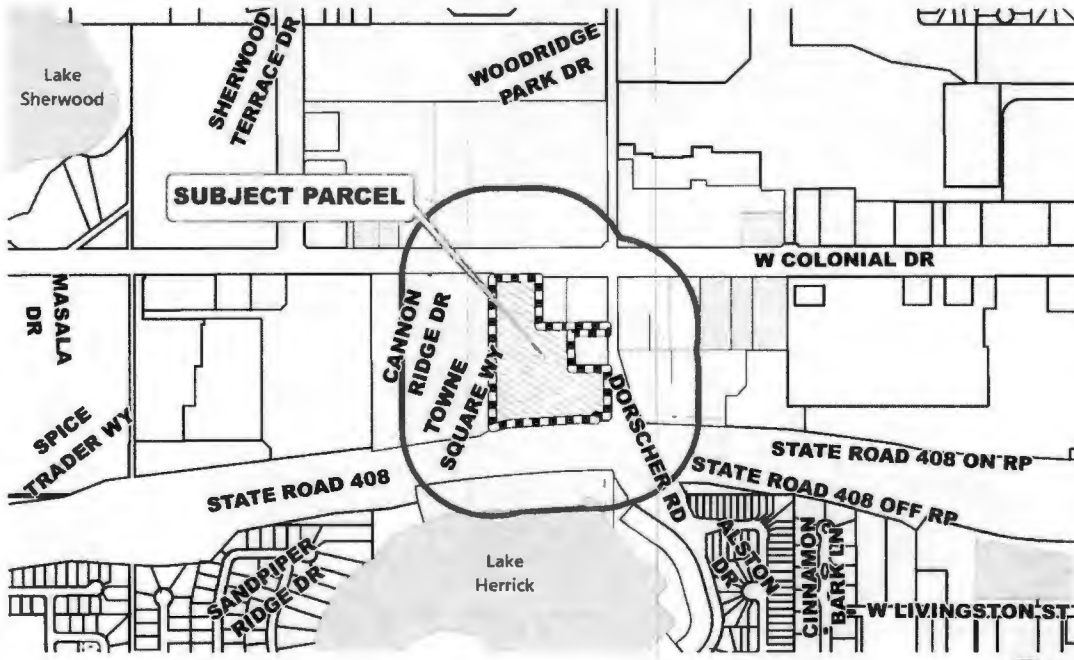 Lake
Sherwood
SHERWOOD
TERRACE DR
WOODRIDGE
PARK DR
SUBJECT PARCEL
W COLONIAL DR
MASALA
DR
CANNON
RIDGE DR
TOWNE
SQUARE WY
DORSCHER RD
SPICE
TRADER WY
STATE ROAD 408
STATE ROAD 408 ON RP
STATE ROAD 408 OFF RP
SANDPIPER
RIDGE DR
Lake
Herrick
ALSTON
DR
CINNAMON
BARK LN
W LIVINGSTON ST